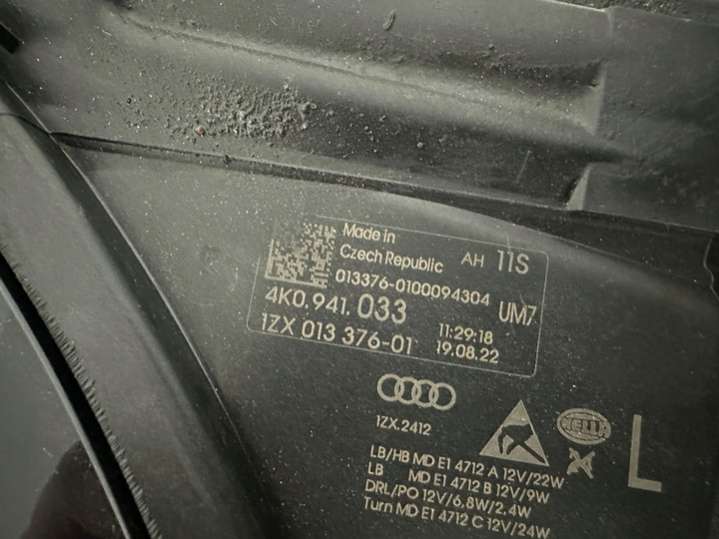 Made in
Czech Republic AH 11S
013376-0100094304
4K0.941.033 UM7
1ZX 013 376-01 11:29:18
19.08.22
1ZX.2412
HELLA
L
LB/HB MD E1 4712 A 12V/22W
LB MD E1 4712 B 12V/9W
DRL/PO 12V/6,8W/2,4W
Turn MD E1 4712 C 12V/24W